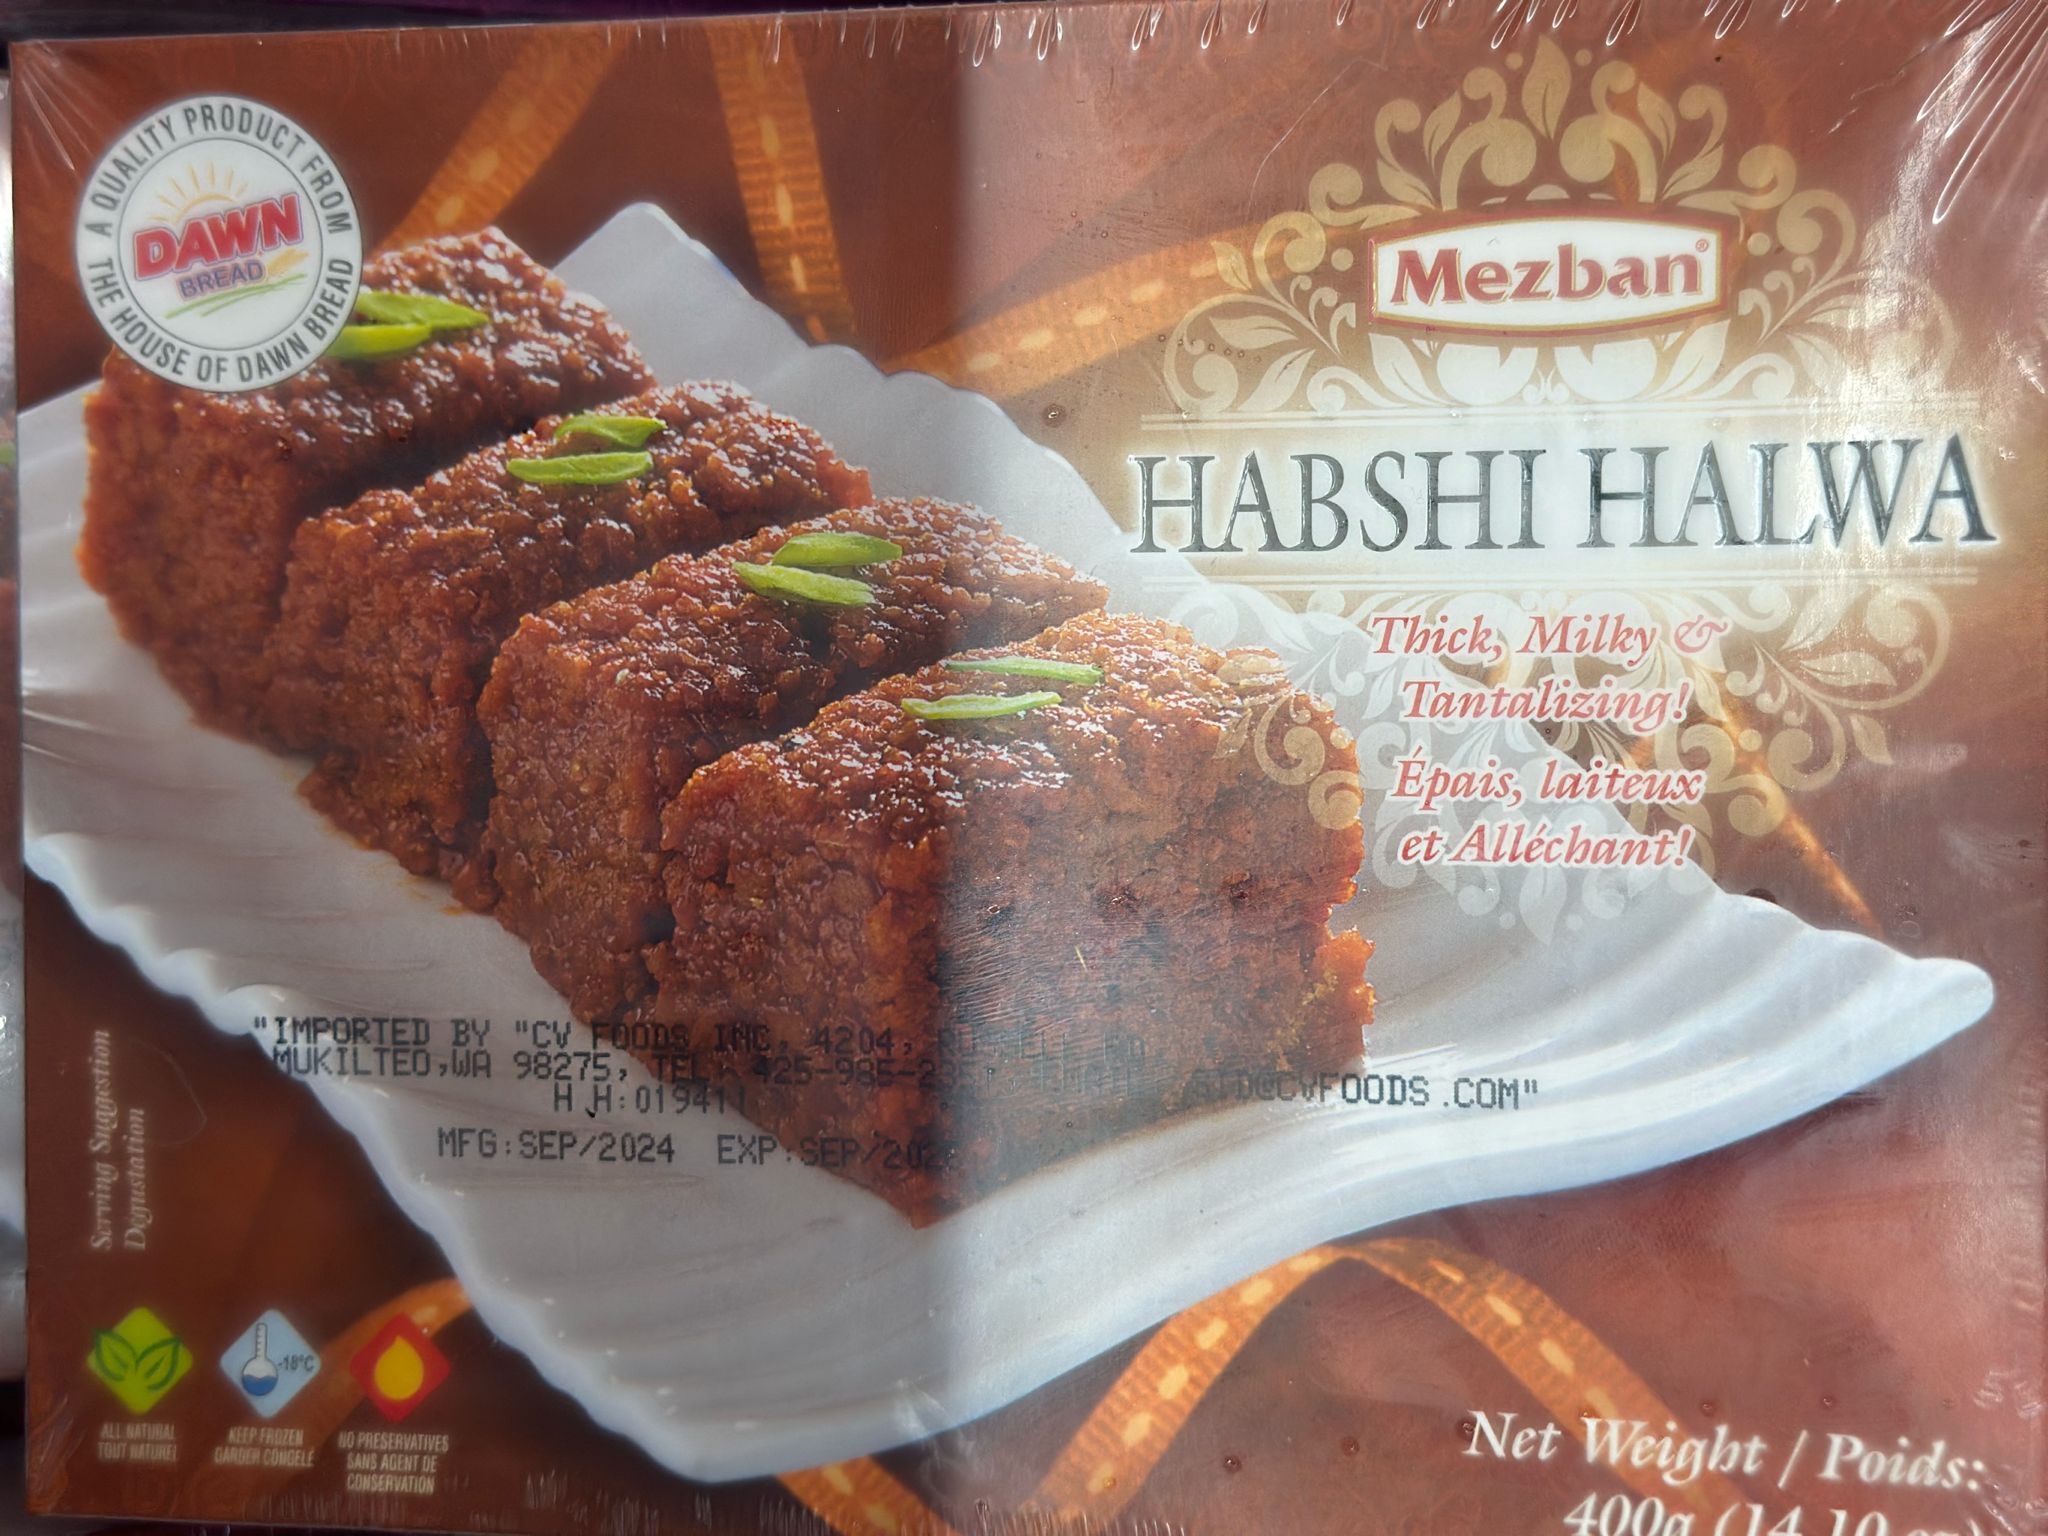 A QUALITY PRODUCT FROM
THE HOUSE OF DAWN BREAD
DAWN
BREAD
Mezban®
HABSHI HALWA
Thick, Milky &
Tantalizing!
Épais, laiteux
et Alléchant!
"IMPORTED BY "CV FOODS INC, 4204,
MUKILTEO,WA 98275, TEL
H.H:019411
MFG:SEP/2024 EXP:SEP/
Serving Suggestion
Dégustation
-18°C
ALL NATURAL
TOUT NATUREL
KEEP FROZEN
GARDER CONGELÉ
NO PRESERVATIVES
SANS AGENT DE
CONSERVATION
Net Weight / Poids:
400g (14.10